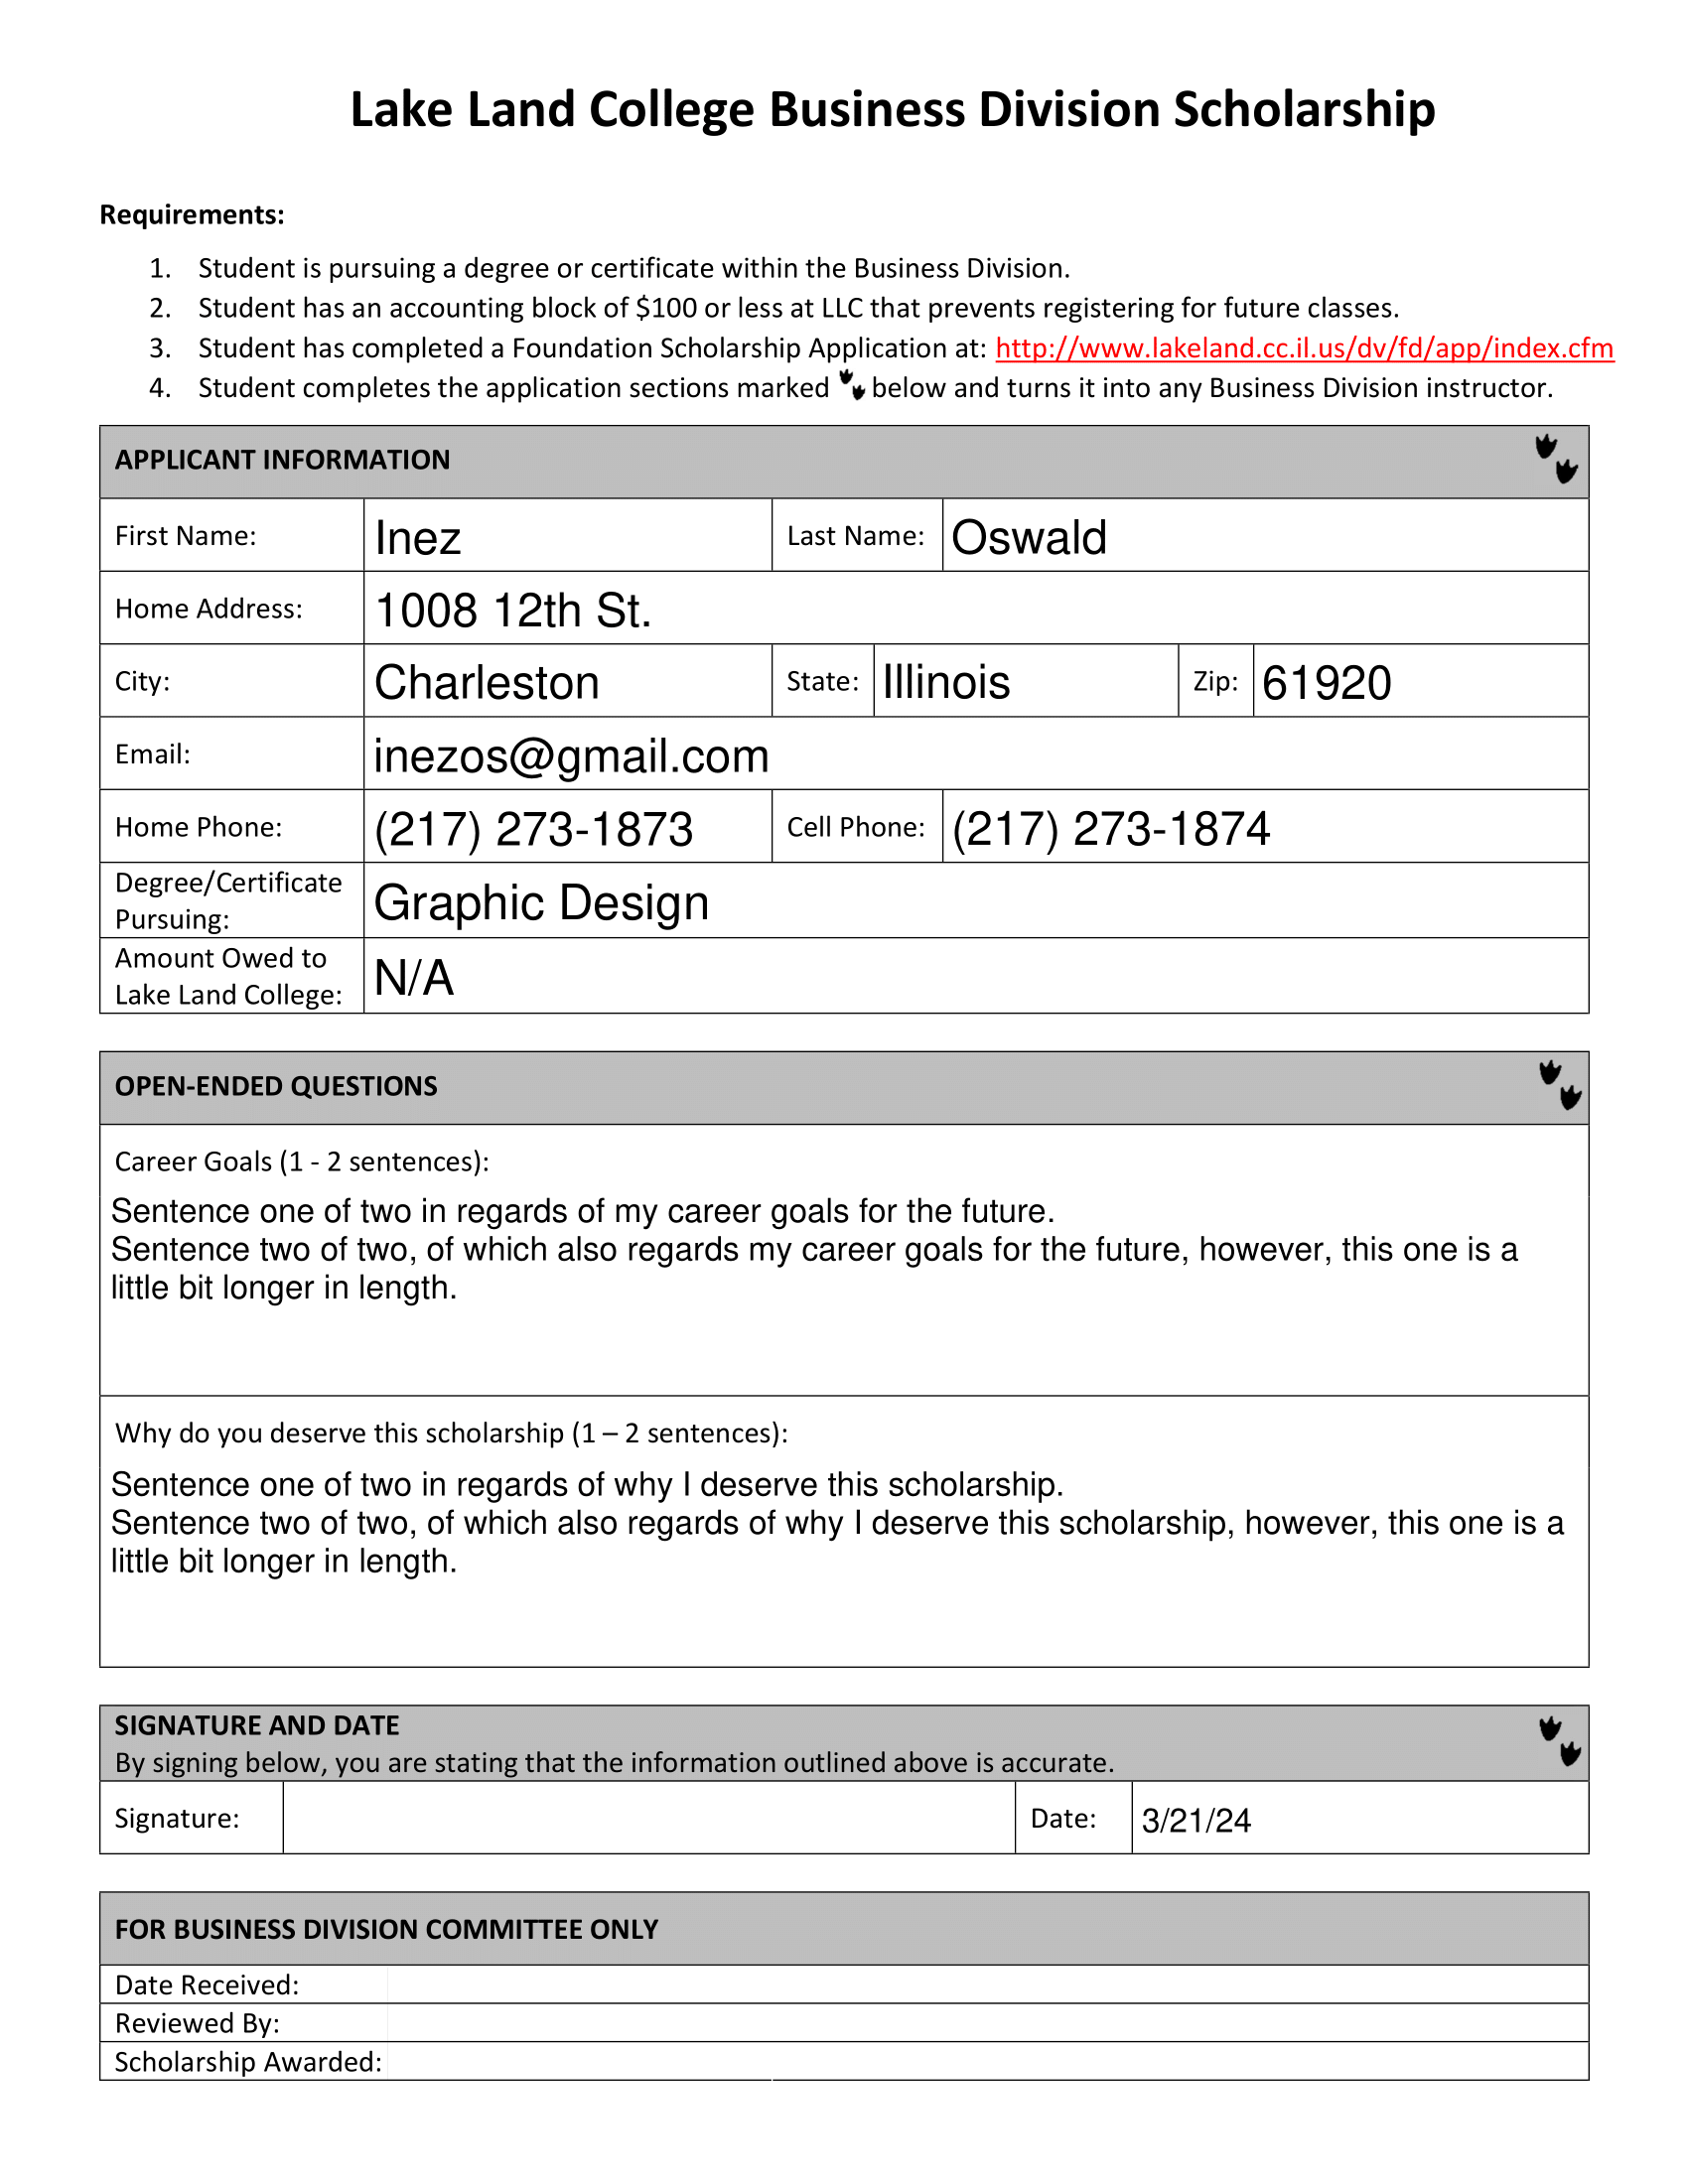 Lake Land College Business Division Scholarship
Requirements:
1. Student is pursuing a degree or certificate within the Business Division.
2. Student has an accounting block of $100 or less at LLC that prevents registering for future classes.
3. Student has completed a Foundation Scholarship Application at: http://www.lakeland.cc.il.us/dv/fd/app/index.cfm
4. Student completes the application sections marked below and turns it into any Business Division instructor.
APPLICANT INFORMATION
First Name: Inez Last Name: Oswald
Home Address: 1008 12th St.
City: Charleston State: Illinois Zip: 61920
Email: inezos@gmail.com
Home Phone: (217) 273-1873 Cell Phone: (217) 273-1874
Degree/Certificate
Pursuing: Graphic Design
Amount Owed to
Lake Land College: N/A
OPEN-ENDED QUESTIONS
Career Goals (1 - 2 sentences):
Sentence one of two in regards of my career goals for the future.
Sentence two of two, of which also regards my career goals for the future, however, this one is a
little bit longer in length.
Why do you deserve this scholarship (1 – 2 sentences):
Sentence one of two in regards of why I deserve this scholarship.
Sentence two of two, of which also regards of why I deserve this scholarship, however, this one is a
little bit longer in length.
SIGNATURE AND DATE
By signing below, you are stating that the information outlined above is accurate.
Signature: Date: 3/21/24
FOR BUSINESS DIVISION COMMITTEE ONLY
Date Received:
Reviewed By:
Scholarship Awarded: